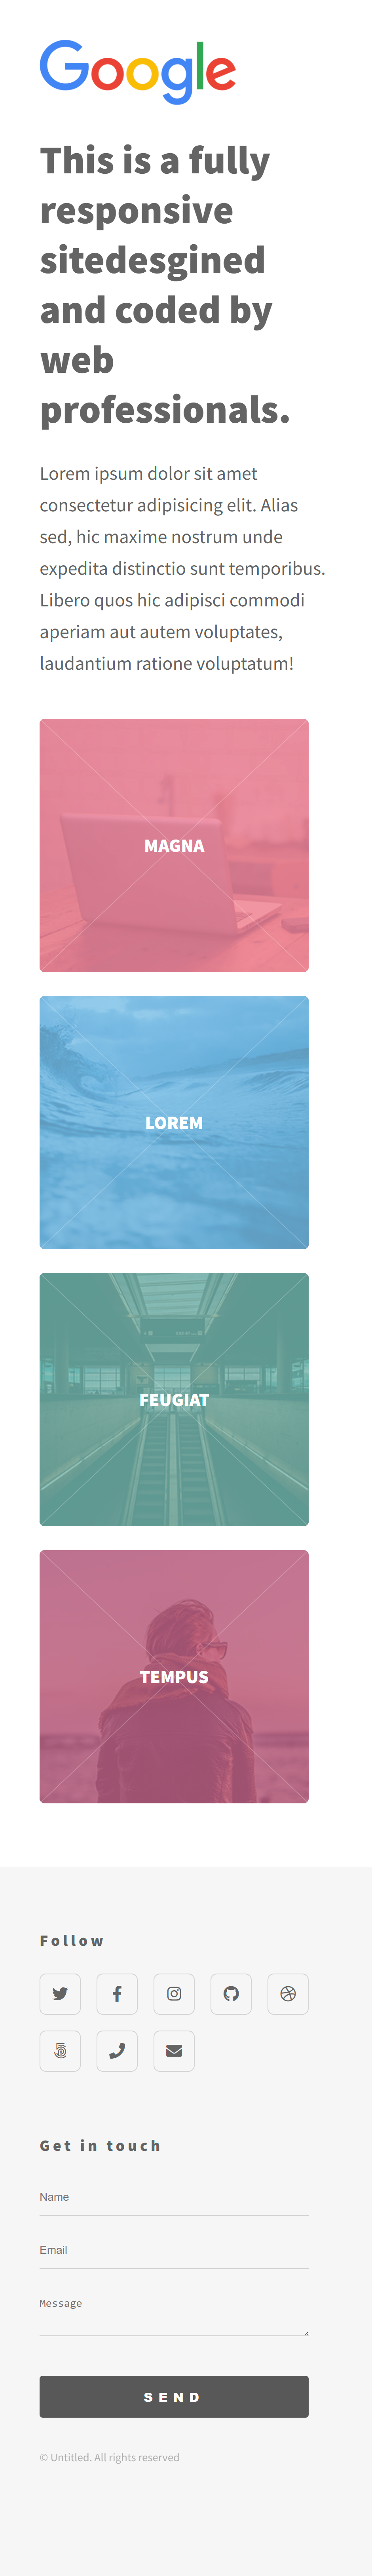 Google
This is a fully
responsive
sitedesgined
and coded by
web
professionals.
Lorem ipsum dolor sit amet
consectetur adipisicing elit. Alias
sed, hic maxime nostrum unde
expedita distinctio sunt temporibus.
Libero quos hic adipisci commodi
aperiam aut autem voluptates,
laudantium ratione voluptatum!
MAGNA
LOREM
FEUGIAT
TEMPUS
Follow
Get in touch
Name
Email
Message
SEND
© Untitled. All rights reserved